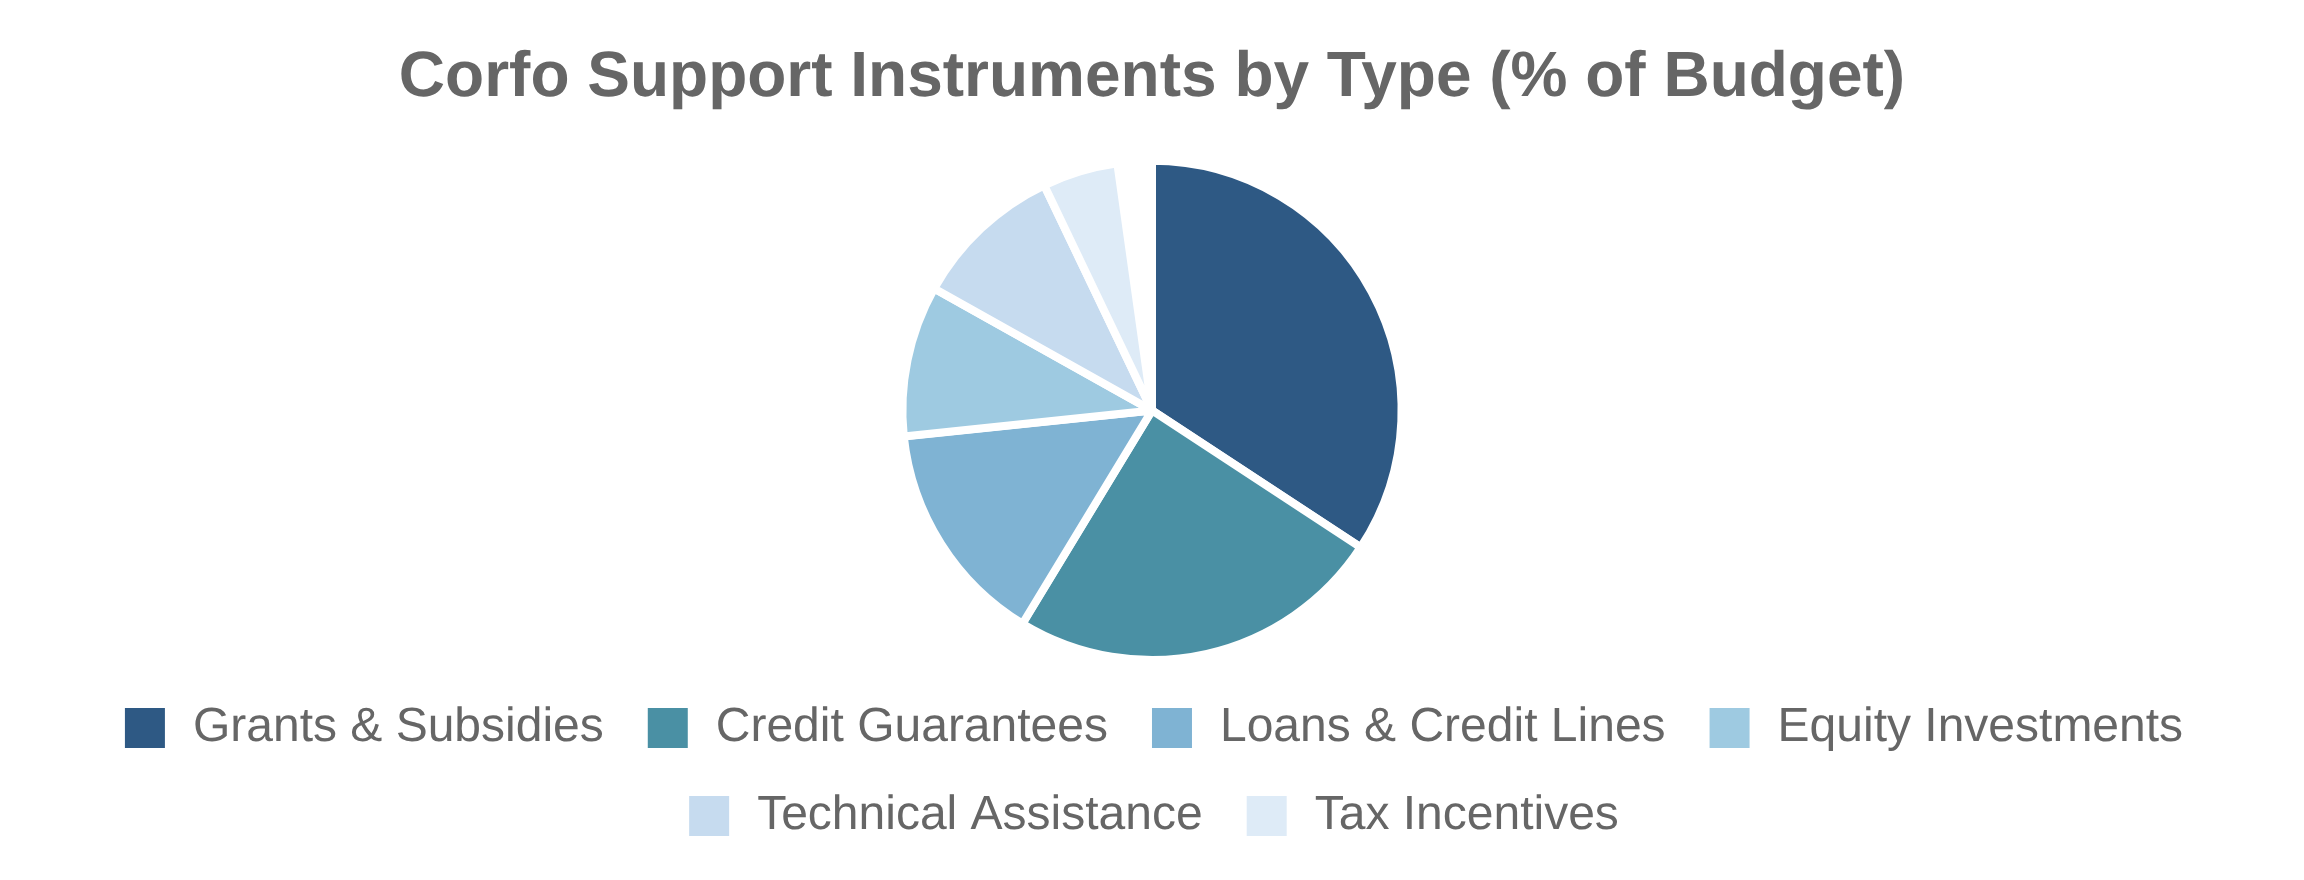 Corfo Support Instruments by Type (% of Budget)
Grants & Subsidies Credit Guarantees Loans & Credit Lines Equity Investments
Technical Assistance Tax Incentives